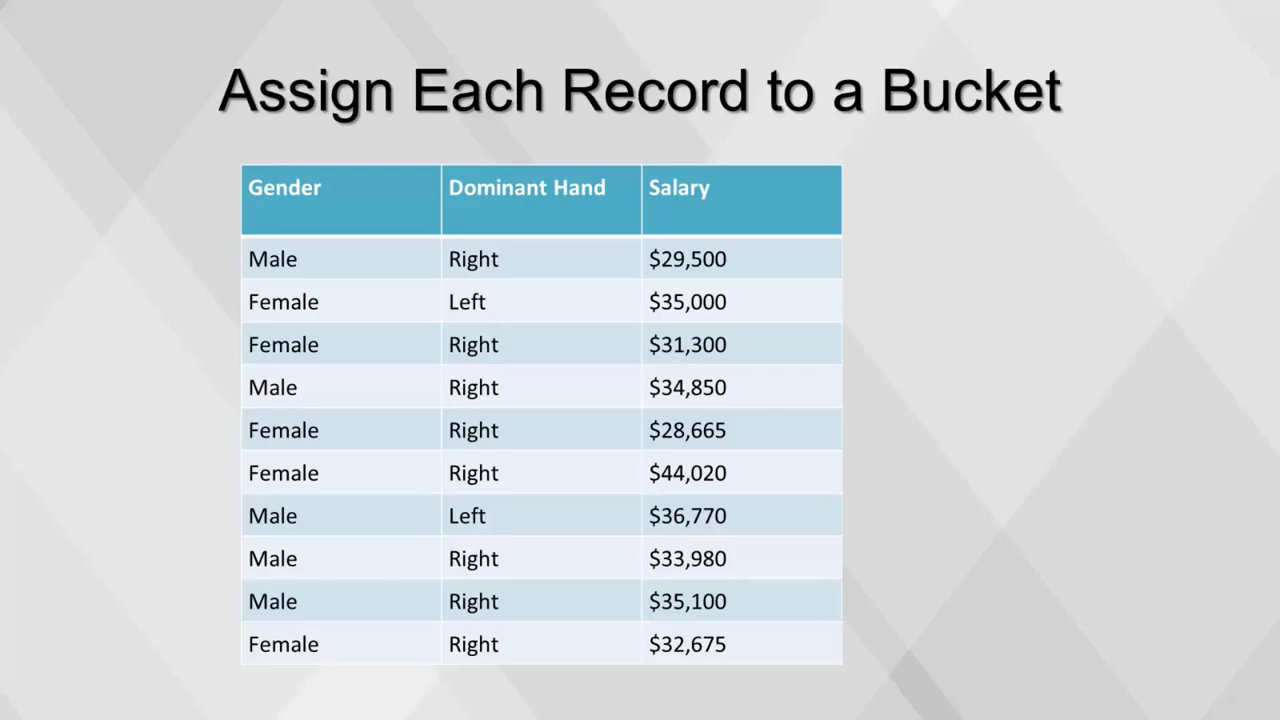 Assign Each Record to a Bucket
Gender Dominant Hand Salary
Male Right $29,500
Female Left $35,000
Female Right $31,300
Male Right $34,850
Female Right $28,665
Female Right $44,020
Male Left $36,770
Male Right $33,980
Male Right $35,100
Female Right $32,675